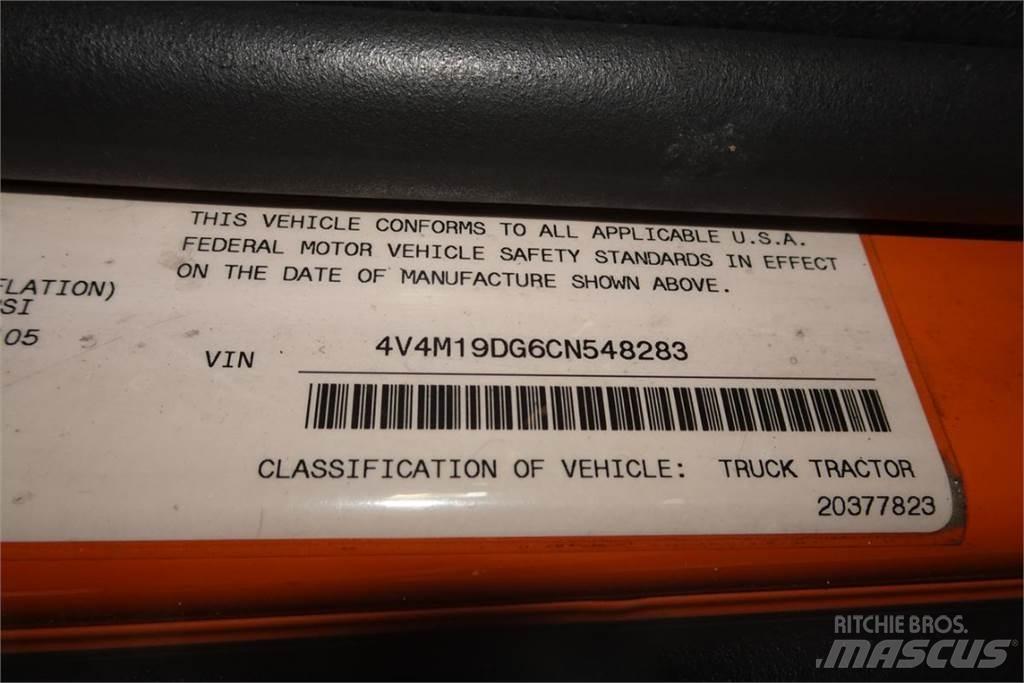 THIS VEHICLE CONFORMS TO ALL APPLICABLE U.S.A.
FEDERAL MOTOR VEHICLE SAFETY STANDARDS IN EFFECT
ON THE DATE OF MANUFACTURE SHOWN ABOVE.
FLATION)
PSI
05
VIN 4V4M19DG6CN548283
CLASSIFICATION OF VEHICLE: TRUCK TRACTOR
20377823
RITCHIE BROS.
MASCUS